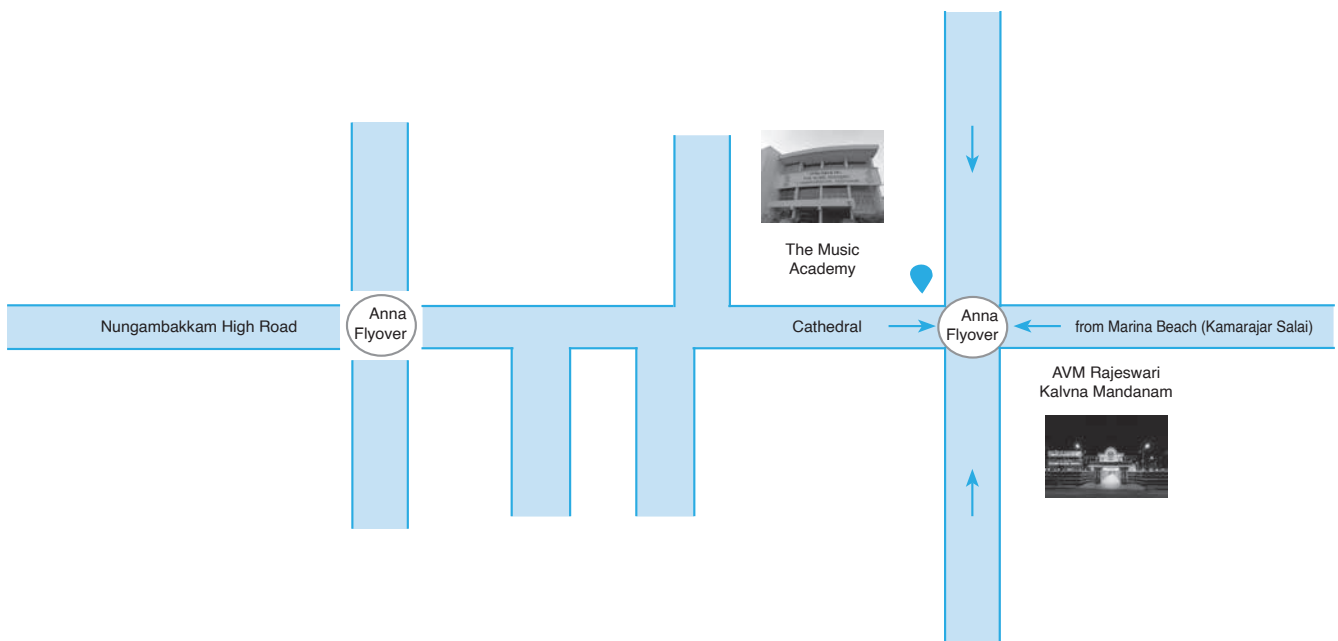 The Music
Academy
Anna
Flyover
Nungambakkam High Road
Cathedral
Anna
Flyover
from Marina Beach (Kamarajar Salai)
AVM Rajeswari
Kalvna Mandanam